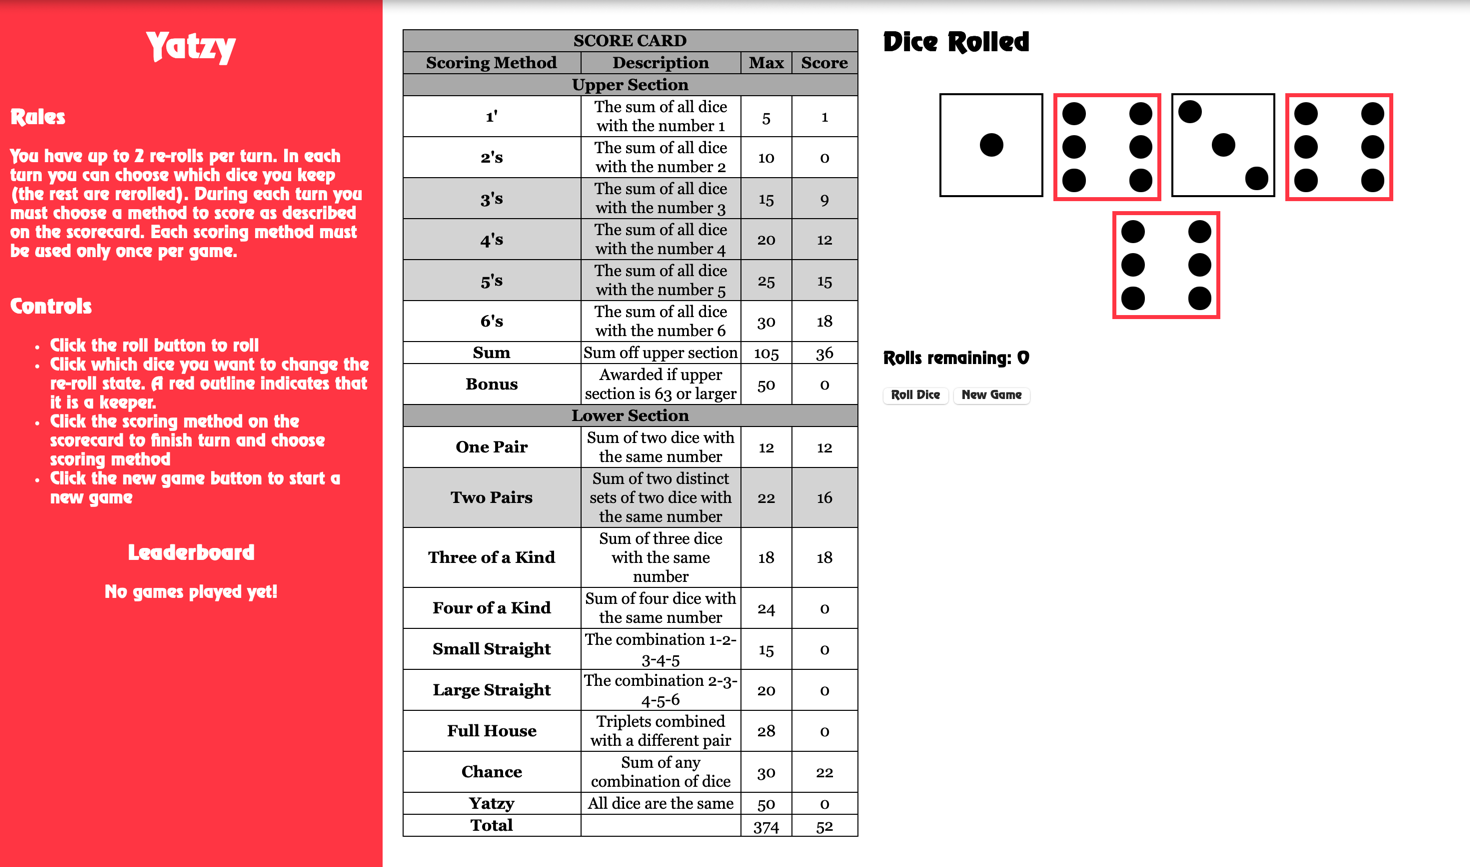 Yatzy
Rules
You have up to 2 re-rolls per turn. In each
turn you can choose which dice you keep
(the rest are rerolled). During each turn you
must choose a method to score as described
on the scorecard. Each scoring method must
be used only once per game.
Controls
• Click the roll button to roll
• Click which dice you want to change the
re-roll state. A red outline indicates that
it is a keeper.
• Click the scoring method on the
scorecard to finish turn and choose
scoring method
• Click the new game button to start a
new game
Leaderboard
No games played yet!
SCORE CARD
Scoring Method Description Max Score
Upper Section
1' The sum of all dice with the number 1 5 1
2's The sum of all dice with the number 2 10 0
3's The sum of all dice with the number 3 15 9
4's The sum of all dice with the number 4 20 12
5's The sum of all dice with the number 5 25 15
6's The sum of all dice with the number 6 30 18
Sum Sum off upper section 105 36
Bonus Awarded if upper section is 63 or larger 50 0
Lower Section
One Pair Sum of two dice with the same number 12 12
Two Pairs Sum of two distinct sets of two dice with the same number 22 16
Three of a Kind Sum of three dice with the same number 18 18
Four of a Kind Sum of four dice with the same number 24 0
Small Straight The combination 1-2-3-4-5 15 0
Large Straight The combination 2-3-4-5-6 20 0
Full House Triplets combined with a different pair 28 0
Chance Sum of any combination of dice 30 22
Yatzy All dice are the same 50 0
Total 374 52
Dice Rolled
Rolls remaining: 0
Roll Dice New Game